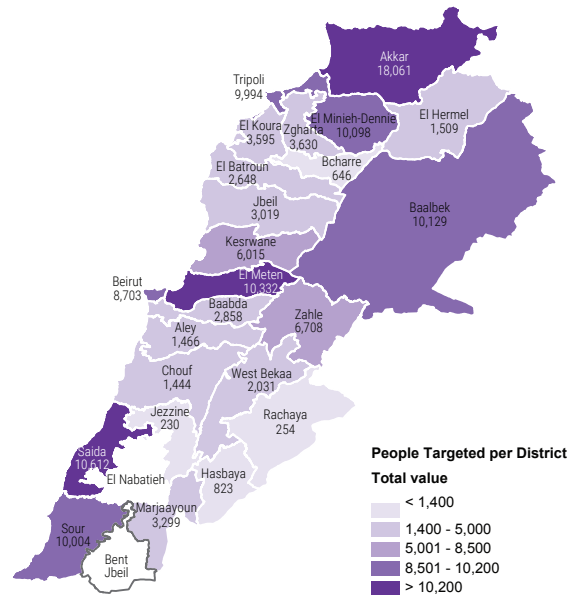 Akkar
18,061
Tripoli
9,994
El Hermel
1,509
El Minieh-Dennie
10,098
El Koura
3,595
Zgharta
3,630
Bcharre
646
El Batroun
2,648
Jbeil
3,019
Baalbek
10,129
Kesrwane
6,015
El Meten
10,332
Beirut
8,703
Baabda
2,858
Zahle
6,708
Aley
1,466
Chouf
1,444
West Bekaa
2,031
Jezzine
230
Rachaya
254
Saida
10,612
El Nabatieh
Hasbaya
823
Marjaayoun
3,299
Sour
10,004
Bent
Jbeil
People Targeted per District
Total value
< 1,400
1,400 - 5,000
5,001 - 8,500
8,501 - 10,200
> 10,200